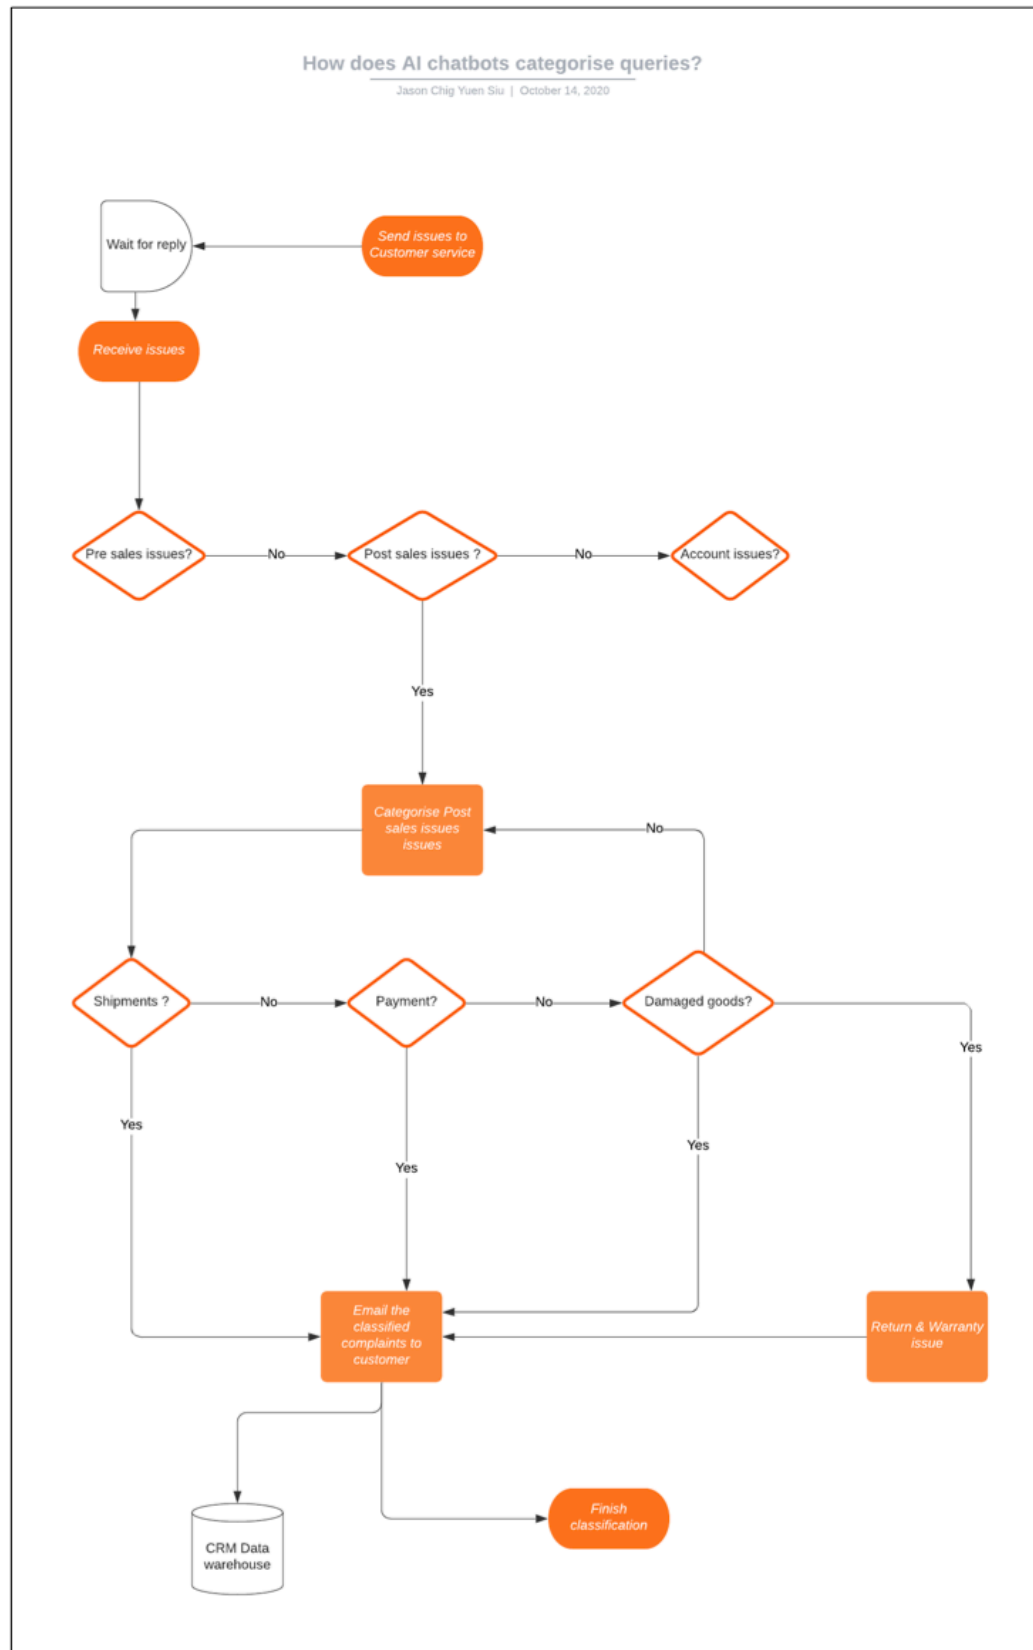 How does AI chatbots categorise queries?
Jason Chig Yuen Siu | October 14, 2020
Wait for reply
Send issues to
Customer service
Receive issues
Pre sales issues?
No
Post sales issues ?
No
Account issues?
Yes
Categorise Post
sales issues
issues
No
Shipments ?
No
Payment?
No
Damaged goods?
Yes
Yes
Yes
Yes
Email the
classified
complaints to
customer
Return & Warranty
issue
Finish
classification
CRM Data
warehouse